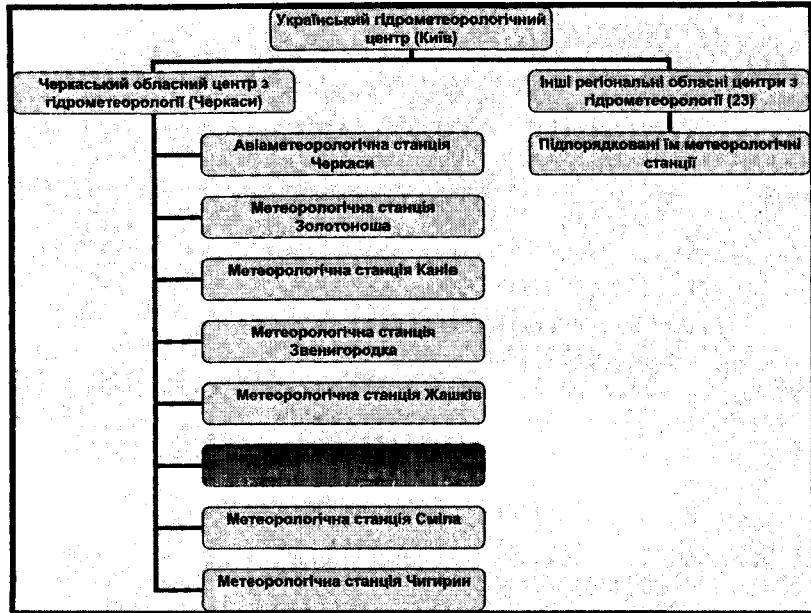 Український гідрометеорологічний
центр (Київ)
Черкаський обласний центр з
гідрометеорології (Черкаси)
Інші регіональні обласні центри з
гідрометеорології (23)
Авіаметеорологічна станція
Черкаси
Підпорядковані їм метеорологічні
станції
Метеорологічна станція
Золотоноша
Метеорологічна станція Канів
Метеорологічна станція
Звенигородка
Метеорологічна станція Жашків
Метеорологічна станція Сміла
Метеорологічна станція Чигирин